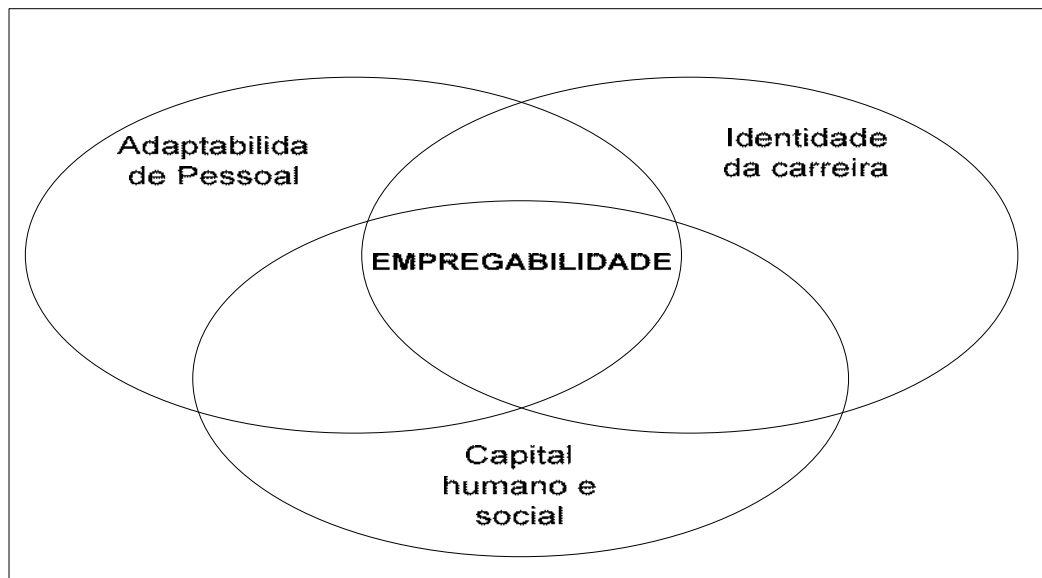 Adaptabilida
de Pessoal
Identidade
da carreira
EMPREGABILIDADE
Capital
humano e
social